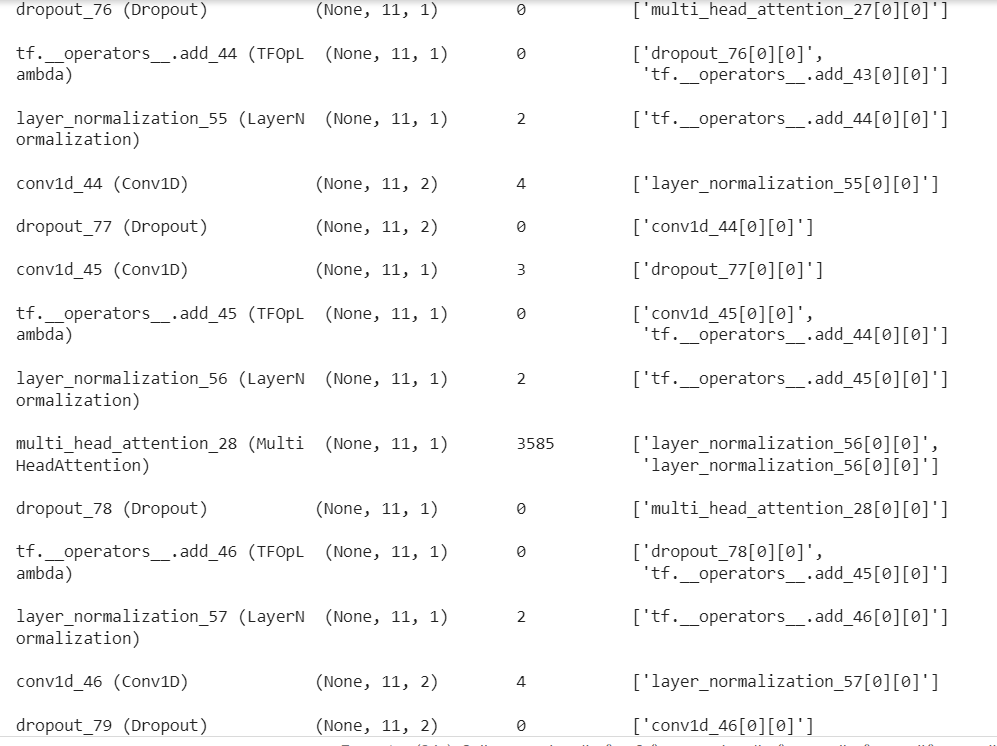 dropout_76 (Dropout) (None, 11, 1) 0 ['multi_head_attention_27[0][0]']
tf.__operators__.add_44 (TFOpL (None, 11, 1) 0 ['dropout_76[0][0]',
ambda) 'tf.__operators__.add_43[0][0]']
layer_normalization_55 (LayerN (None, 11, 1) 2 ['tf.__operators__.add_44[0][0]']
ormalization)
conv1d_44 (Conv1D) (None, 11, 2) 4 ['layer_normalization_55[0][0]']
dropout_77 (Dropout) (None, 11, 2) 0 ['conv1d_44[0][0]']
conv1d_45 (Conv1D) (None, 11, 1) 3 ['dropout_77[0][0]']
tf.__operators__.add_45 (TFOpL (None, 11, 1) 0 ['conv1d_45[0][0]',
ambda) 'tf.__operators__.add_44[0][0]']
layer_normalization_56 (LayerN (None, 11, 1) 2 ['tf.__operators__.add_45[0][0]']
ormalization)
multi_head_attention_28 (Multi (None, 11, 1) 3585 ['layer_normalization_56[0][0]',
HeadAttention) 'layer_normalization_56[0][0]']
dropout_78 (Dropout) (None, 11, 1) 0 ['multi_head_attention_28[0][0]']
tf.__operators__.add_46 (TFOpL (None, 11, 1) 0 ['dropout_78[0][0]',
ambda) 'tf.__operators__.add_45[0][0]']
layer_normalization_57 (LayerN (None, 11, 1) 2 ['tf.__operators__.add_46[0][0]']
ormalization)
conv1d_46 (Conv1D) (None, 11, 2) 4 ['layer_normalization_57[0][0]']
dropout_79 (Dropout) (None, 11, 2) 0 ['conv1d_46[0][0]']